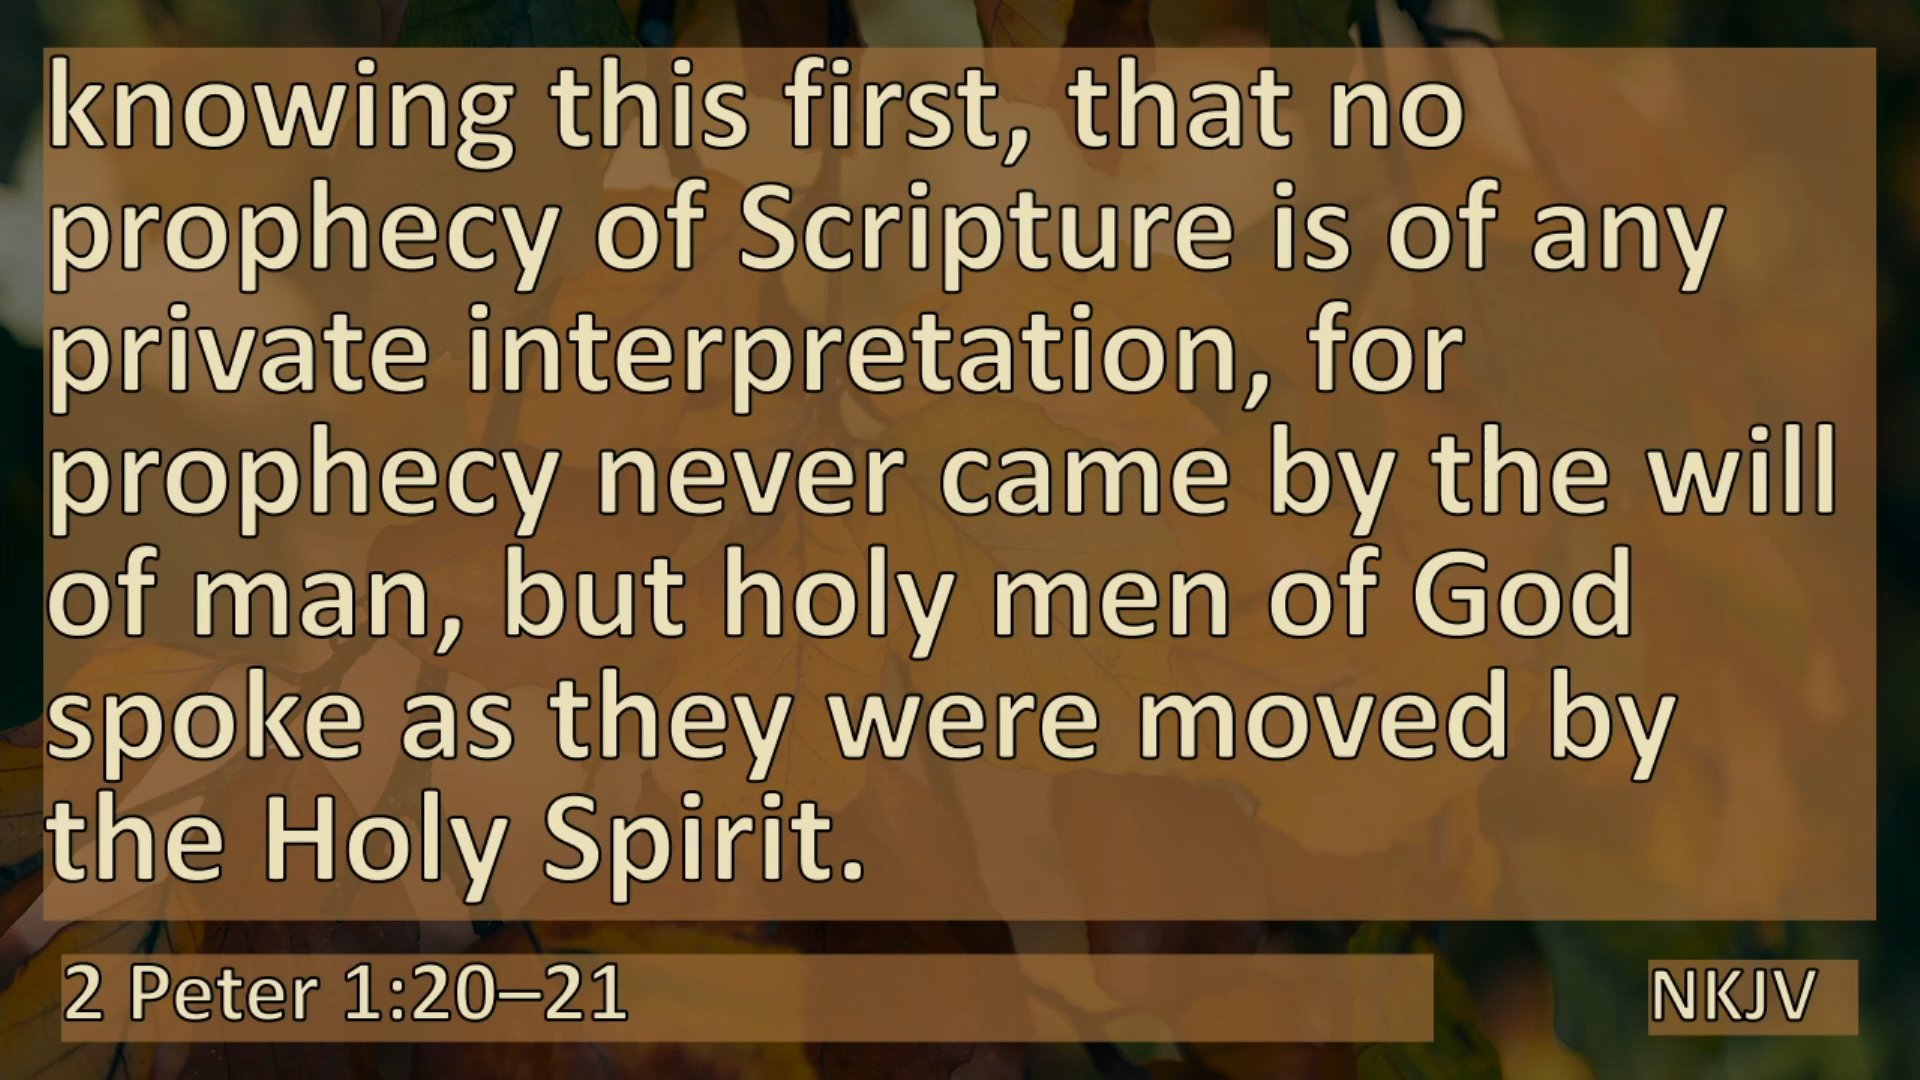 knowing this first, that no
prophecy of Scripture is of any
private interpretation, for
prophecy never came by the will
of man, but holy men of God
spoke as they were moved by
the Holy Spirit.
2 Peter 1:20–21
NKJV